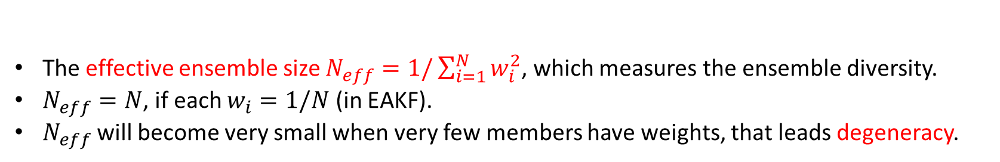 • The effective ensemble size $N_{eff} = 1/\sum_{i=1}^{N} w_i^2$, which measures the ensemble diversity.
• $N_{eff} = N$, if each $w_i = 1/N$ (in EAKF).
• $N_{eff}$ will become very small when very few members have weights, that leads degeneracy.